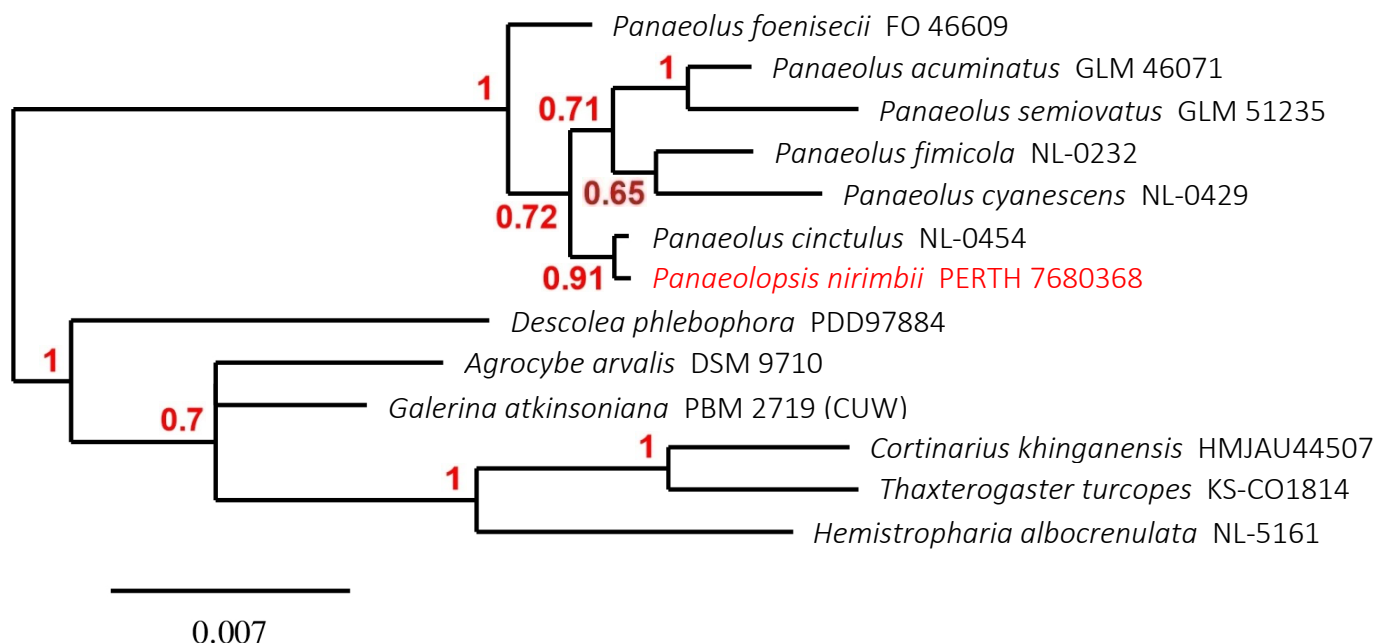 Panaeolus foenisecii FO 46609
Panaeolus acuminatus GLM 46071
1
1
0.71
Panaeolus semiovatus GLM 51235
Panaeolus fimicola NL-0232
0.65
Panaeolus cyanescens NL-0429
0.72
Panaeolus cinctulus NL-0454
0.91
Panaeolopsis nirimbii PERTH 7680368
Descolea phlebophora PDD97884
1
Agrocybe arvalis DSM 9710
0.7
Galerina atkinsoniana PBM 2719 (CUW)
1
Cortinarius khinganensis HMJAU44507
1
Thaxterogaster turcopes KS-CO1814
Hemistropharia albocrenulata NL-5161
0.007